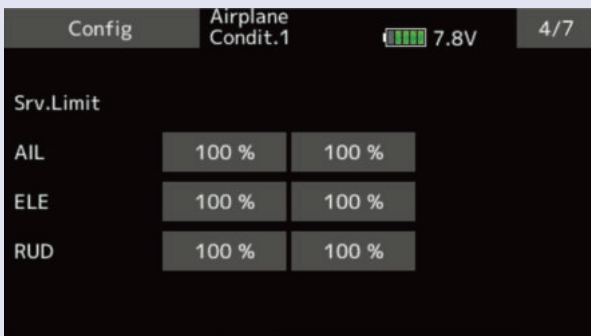 Config Airplane 4/7
Condit.1 7.8V
Srv.Limit
AIL 100 % 100 %
ELE 100 % 100 %
RUD 100 % 100 %